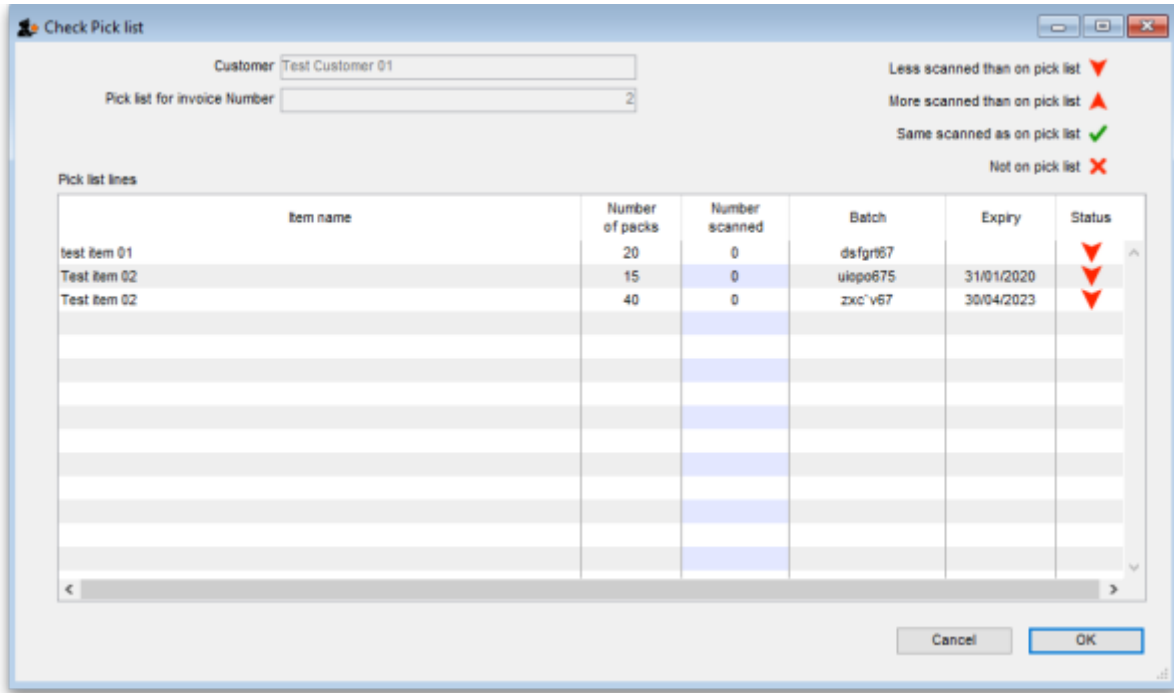 Check Pick list
Customer Test Customer 01
Pick list for invoice Number 2
Less scanned than on pick list
More scanned than on pick list
Same scanned as on pick list
Not on pick list
Pick list lines
Item name Number of packs Number scanned Batch Expiry Status
test item 01 20 0 dsfgrt67
Test item 02 15 0 uiopo675 31/01/2020
Test item 02 40 0 zxc`v67 30/04/2023
Cancel OK